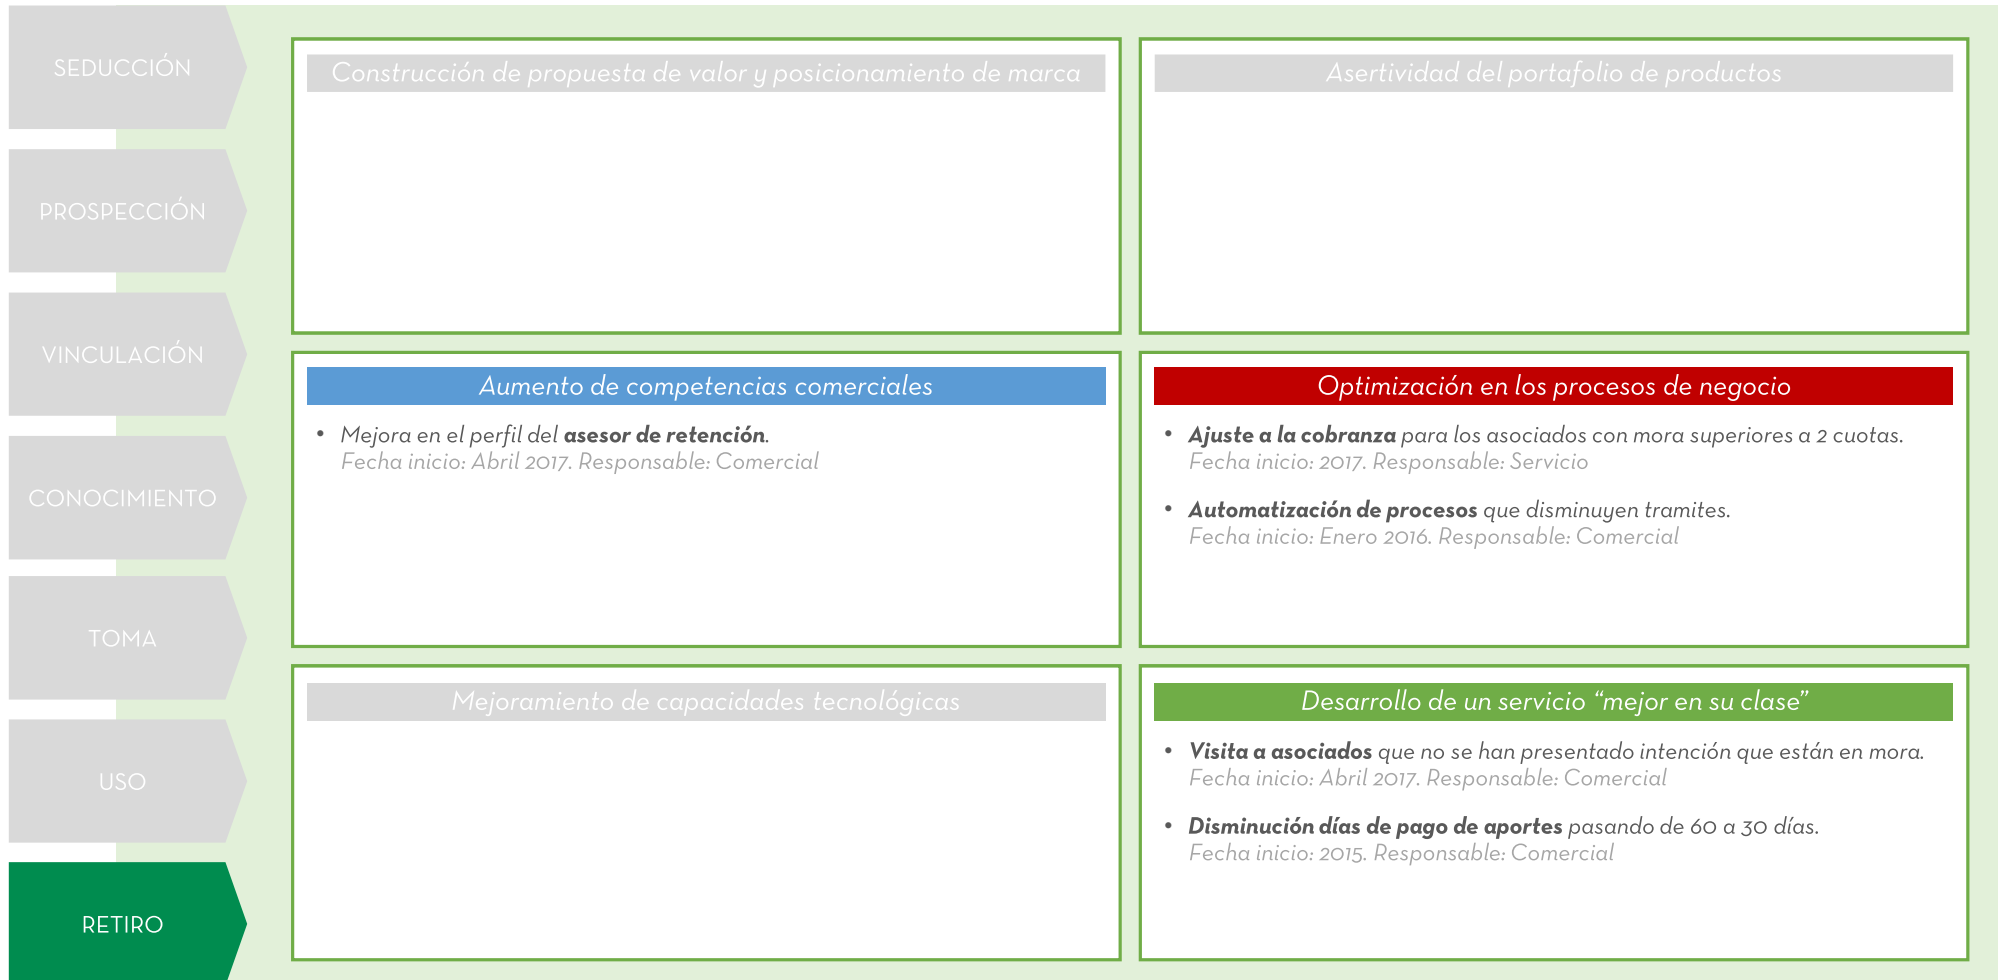 SEDUCCIÓN
PROSPECCIÓN
VINCULACIÓN
CONOCIMIENTO
TOMA
USO
RETIRO
Construcción de propuesta de valor y posicionamiento de marca
Asertividad del portafolio de productos
Aumento de competencias comerciales
• Mejora en el perfil del asesor de retención.
Fecha inicio: Abril 2017. Responsable: Comercial
Optimización en los procesos de negocio
• Ajuste a la cobranza para los asociados con mora superiores a 2 cuotas.
Fecha inicio: 2017. Responsable: Servicio
• Automatización de procesos que disminuyen tramites.
Fecha inicio: Enero 2016. Responsable: Comercial
Mejoramiento de capacidades tecnológicas
Desarrollo de un servicio “mejor en su clase”
• Visita a asociados que no se han presentado intención que están en mora.
Fecha inicio: Abril 2017. Responsable: Comercial
• Disminución días de pago de aportes pasando de 60 a 30 días.
Fecha inicio: 2015. Responsable: Comercial